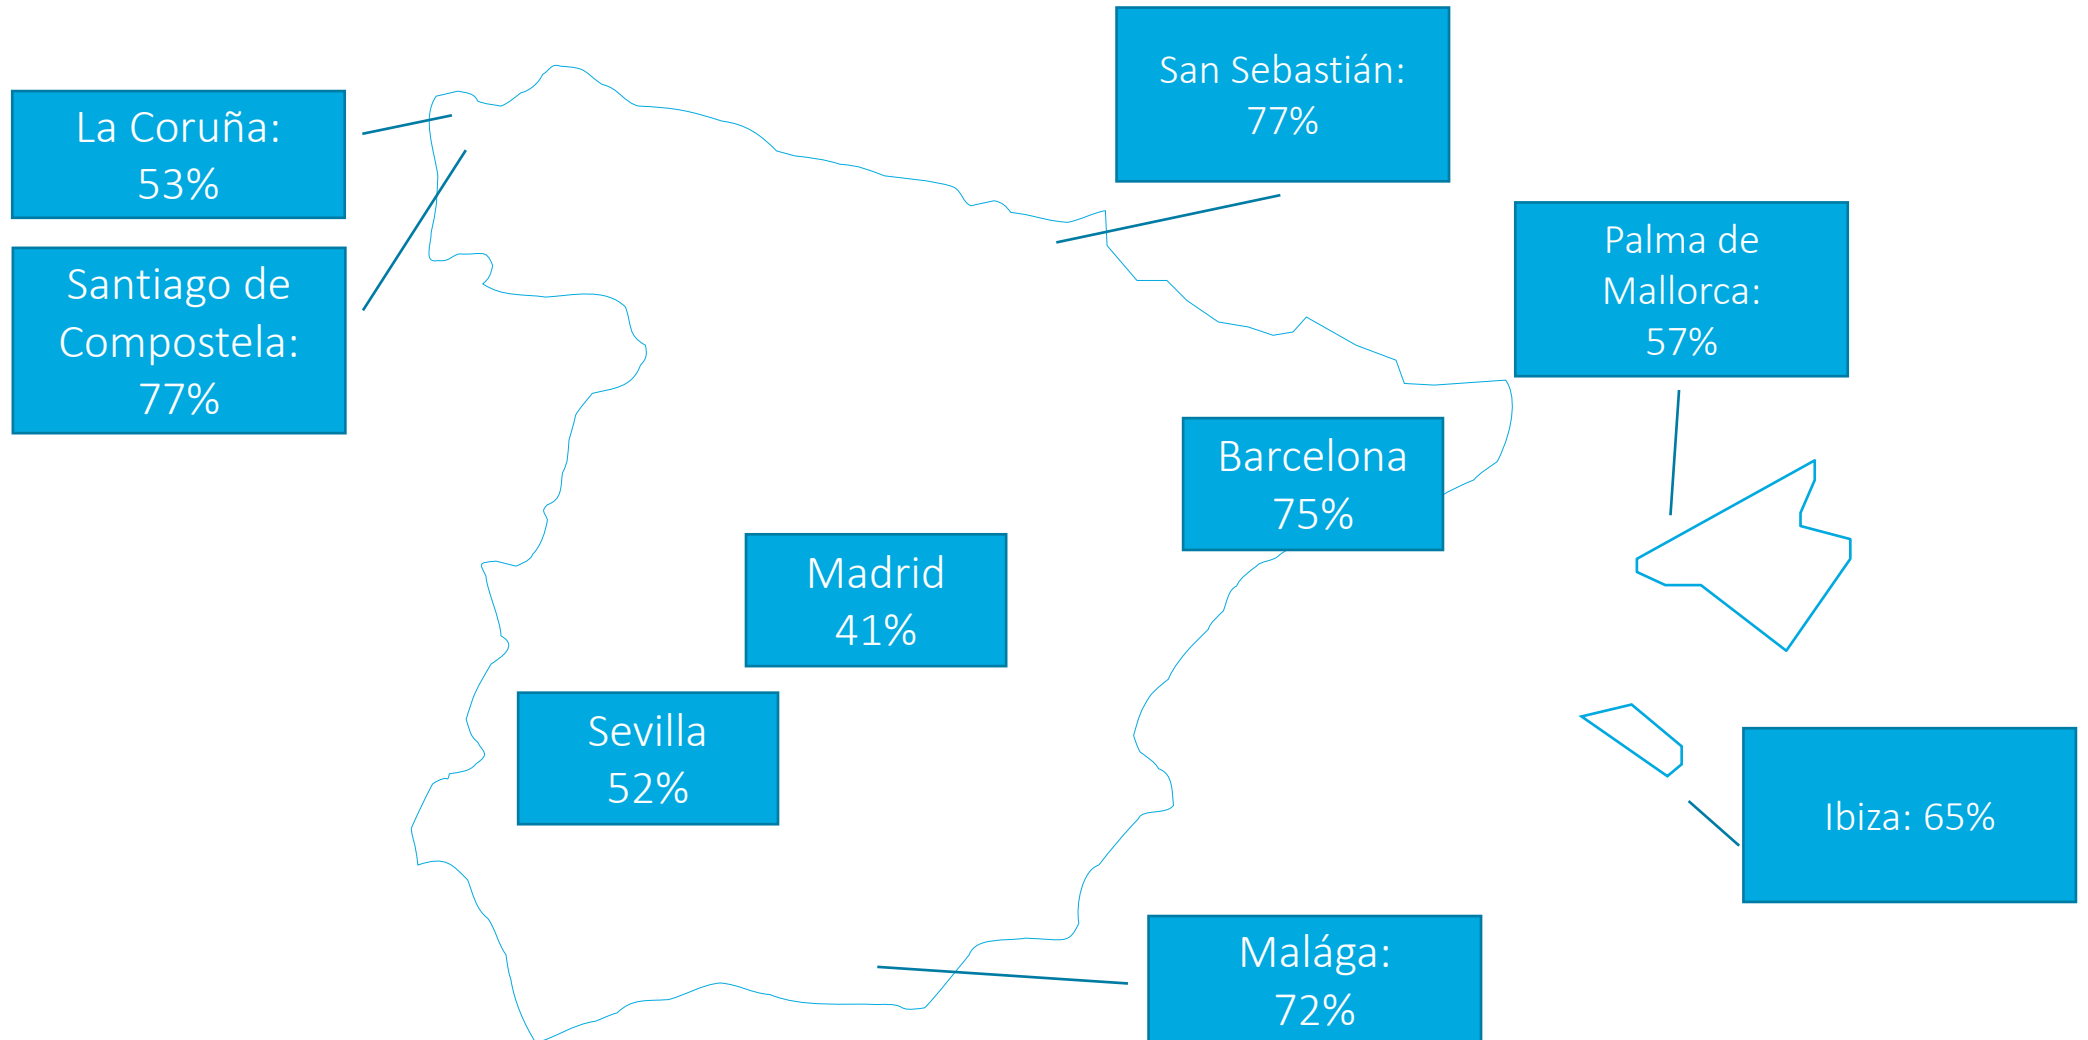 La Coruña:
53%
Santiago de
Compostela:
77%
San Sebastián:
77%
Palma de
Mallorca:
57%
Barcelona
75%
Madrid
41%
Sevilla
52%
Ibiza: 65%
Malága:
72%